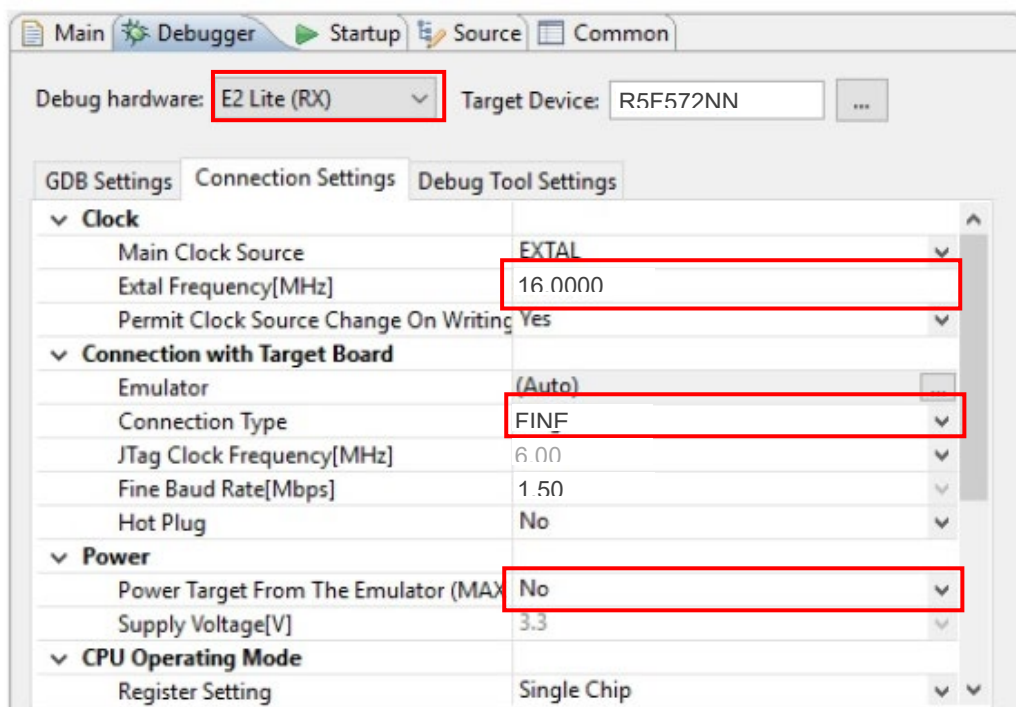 Main Debugger Startup Source Common
Debug hardware: E2 Lite (RX) Target Device: R5F572NN ...
GDB Settings Connection Settings Debug Tool Settings
Clock
Main Clock Source EXTAL
Extal Frequency[MHz] 16.0000
Permit Clock Source Change On Writing Yes
Connection with Target Board
Emulator (Auto) ...
Connection Type FINE
JTag Clock Frequency[MHz] 6.00
Fine Baud Rate[Mbps] 1.50
Hot Plug No
Power
Power Target From The Emulator (MAX No
Supply Voltage[V] 3.3
CPU Operating Mode
Register Setting Single Chip